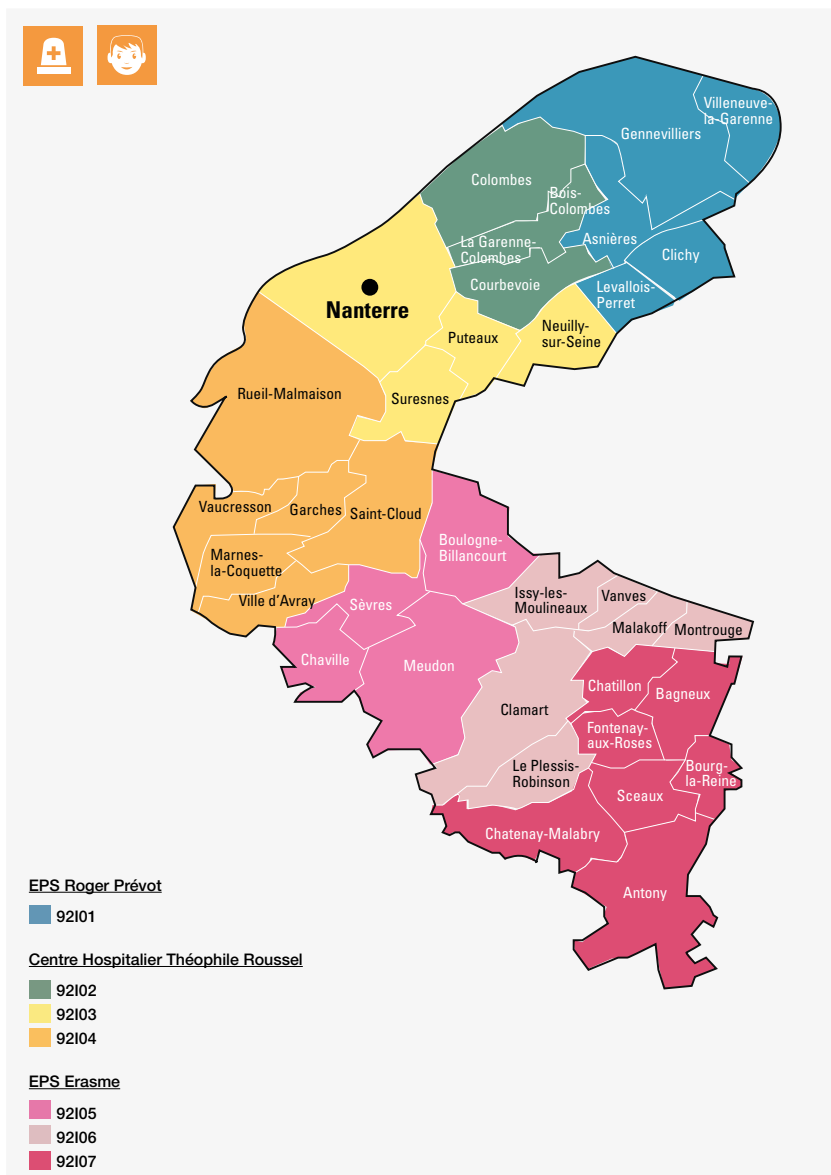 Villeneuve-
la-Garenne
Gennevilliers
Colombes
Bois-
Colombes
Asnières
La Garenne-
Colombes
Clichy
Courbevoie
Levallois-
Perret
Nanterre
Neuilly-
sur-Seine
Puteaux
Rueil-Malmaison
Suresnes
Vaucresson
Garches
Saint-Cloud
Boulogne-
Billancourt
Marnes-
la-Coquette
Ville d'Avray
Sèvres
Issy-les-
Moulineaux
Vanves
Malakoff
Montrouge
Chaville
Meudon
Chatillon
Bagneux
Clamart
Fontenay-
aux-Roses
Le Plessis-
Robinson
Bourg-
la-Reine
Sceaux
Chatenay-Malabry
Antony
EPS Roger Prévot
92I01
Centre Hospitalier Théophile Roussel
92I02
92I03
92I04
EPS Erasme
92I05
92I06
92I07